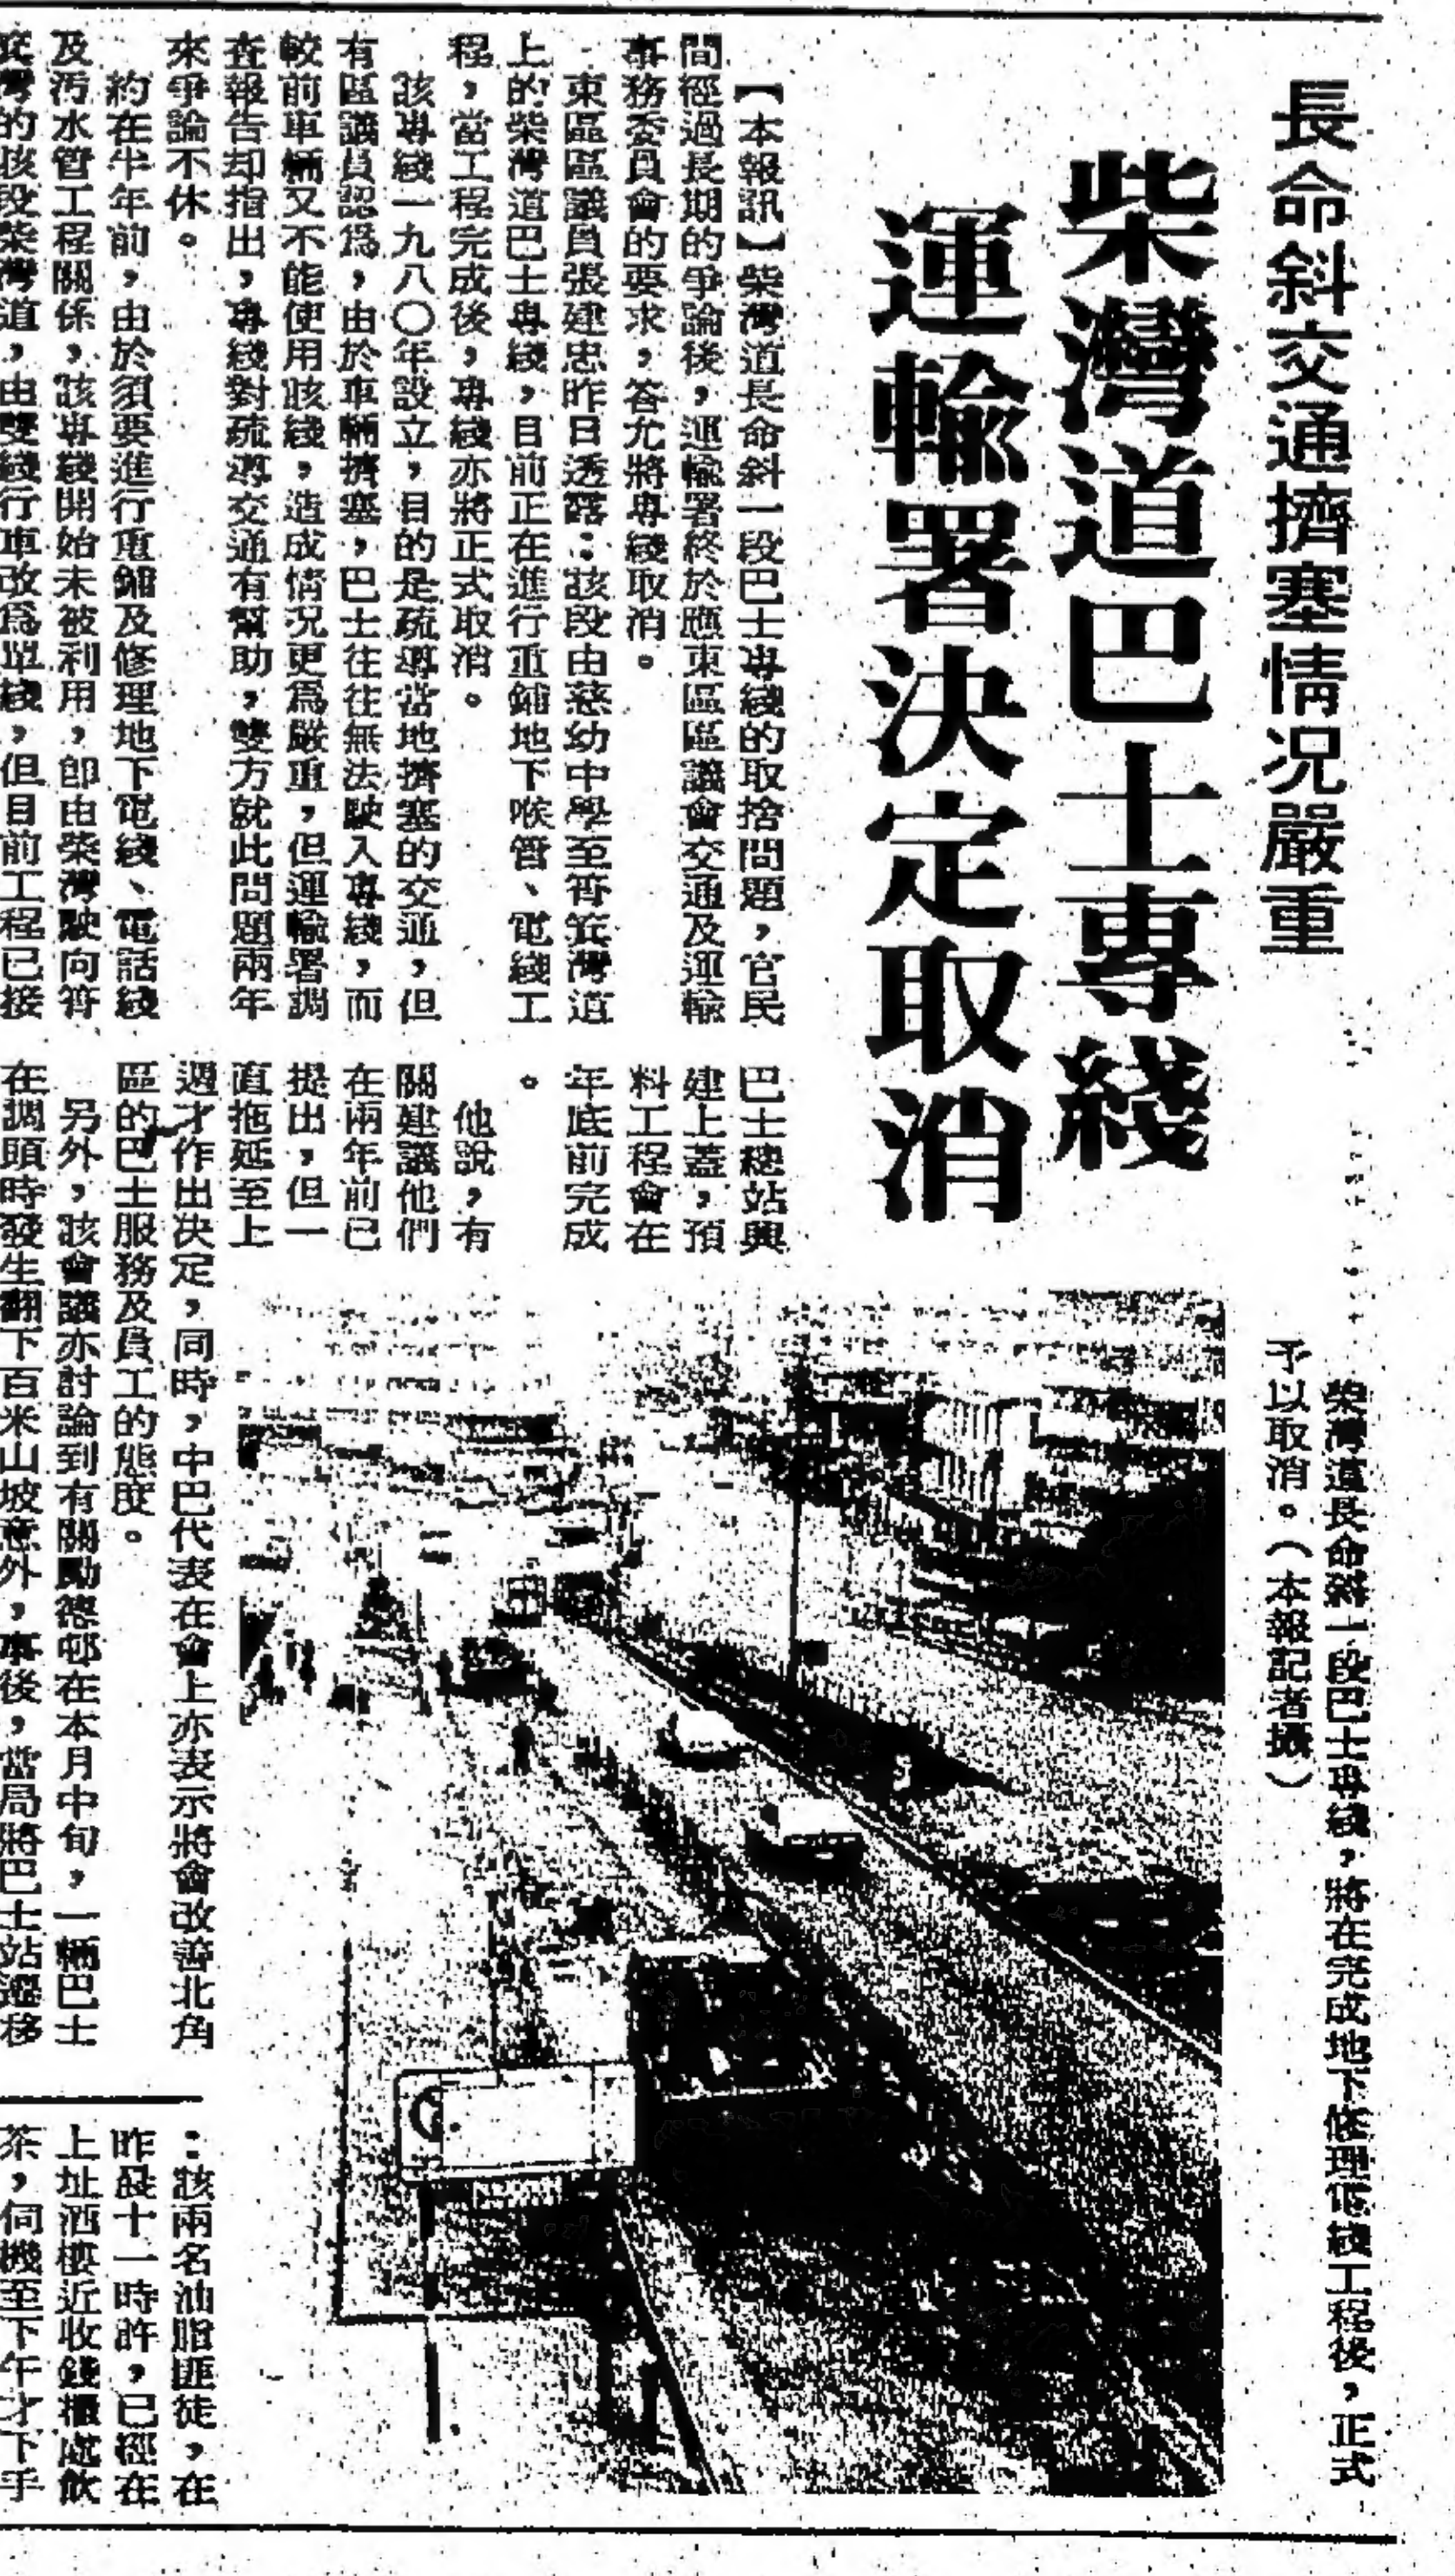 長命斜交通擠塞情況嚴重
柴灣道巴士專綫
運輸署決定取消
【本報訊】柴灣道長命斜一段巴士專綫的取捨問題，官民
間徑過長期的爭論後，運輸署終於應東區區議會交通及運輸
事務委員會的要求，答允將專綫取消。
東區區議員張建忠昨日透露：該段由慈幼中學至筲箕灣道
上的柴灣道巴士專綫，目前正在進行重鋪地下喉管、電綫工
程，當工程完成後，專綫亦將正式取消。
該專綫一九八〇年設立，目的是疏導當地擠塞的交通，但
有區議員認爲，由於車輛擠塞，巴士往往無法駛入專綫，而
較前車輛又不能使用該綫，造成情況更爲嚴重，但運輸署調
查報告却指出，專綫對疏導交通有幫助，雙方就此問題兩年
來爭論不休。
約在半年前，由於須要進行重鋪及修理地下電綫、電話綫
及汚水管工程關係，該專綫開始未被利用，即由柴灣駛向筲
箕灣的該段柴灣道，由雙綫行車改爲單綫，但目前工程已接
巴士總站興
建上蓋，預
料工程會在
年底前完成
。
他說，有
關建議他們
在兩年前已
提出，但一
直拖延至上
週才作出決定，同時，中巴代表在會上亦表示將會改善北角
區的巴士服務及員工的態度。
另外，該會議亦討論到有關勵德邨在本月中旬，一輛巴士
在調頭時發生翻下百米山坡意外，事後，當局將巴士站遷移
柴灣道長命斜一段巴士專綫，將在完成地下修理電綫工程後，正式
予以取消。（本報記者攝）
：該兩名油脂匪徒，在
昨晨十一時許，已經在
上址酒樓近收錢櫃處飲
茶，伺機至下午才下手